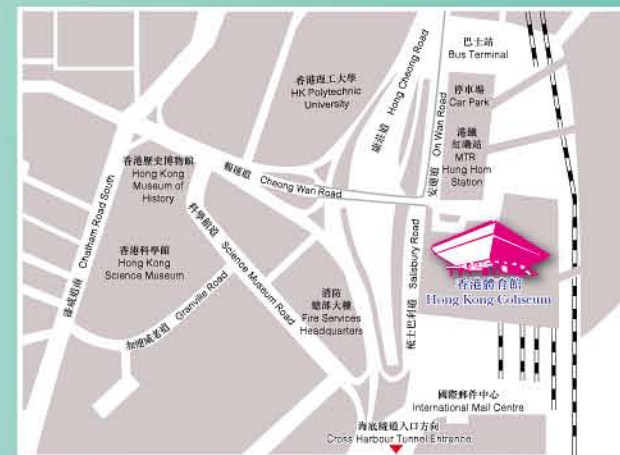 巴士站
Bus Terminal
香港理工大學
HK Polytechnic
University
康莊道 Hong Cheong Road
停車場
Car Park
安運道 On Wan Road
港鐵
紅磡站
MTR
Hung Hom
Station
香港歷史博物館
Hong Kong
Museum of
History
暢運道 Cheong Wan Road
科學館道 Science Museum Road
漆咸道南 Chatham Road South
香港科學館
Hong Kong
Science Museum
加連威老道 Granville Road
消防
總部大樓
Fire Services
Headquarters
梳士巴利道 Salisbury Road
香港體育館
Hong Kong Coliseum
國際郵件中心
International Mail Centre
海底隧道入口方向
Cross Harbour Tunnel Entrance